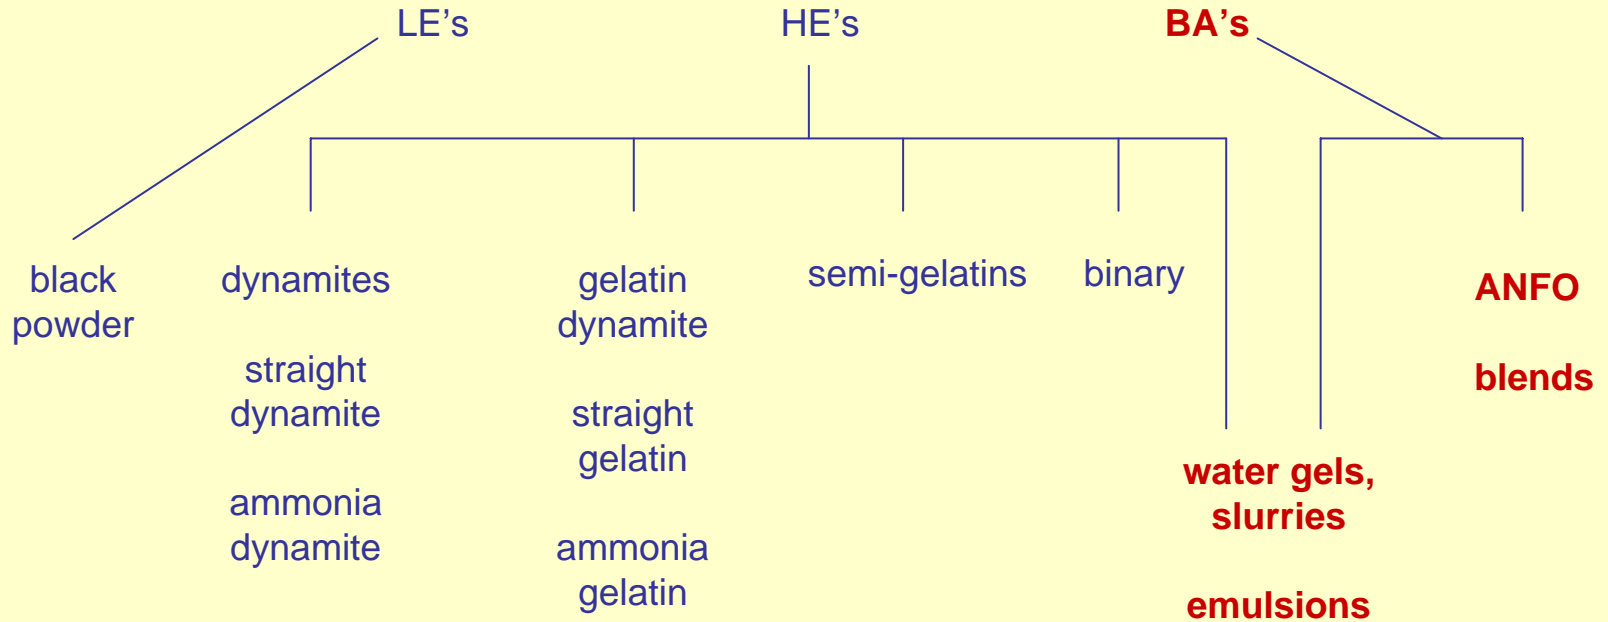 LE’s HE’s BA’s
black
powder
dynamites
straight
dynamite
ammonia
dynamite
gelatin
dynamite
straight
gelatin
ammonia
gelatin
semi-gelatins
binary
water gels,
slurries
emulsions
ANFO
blends